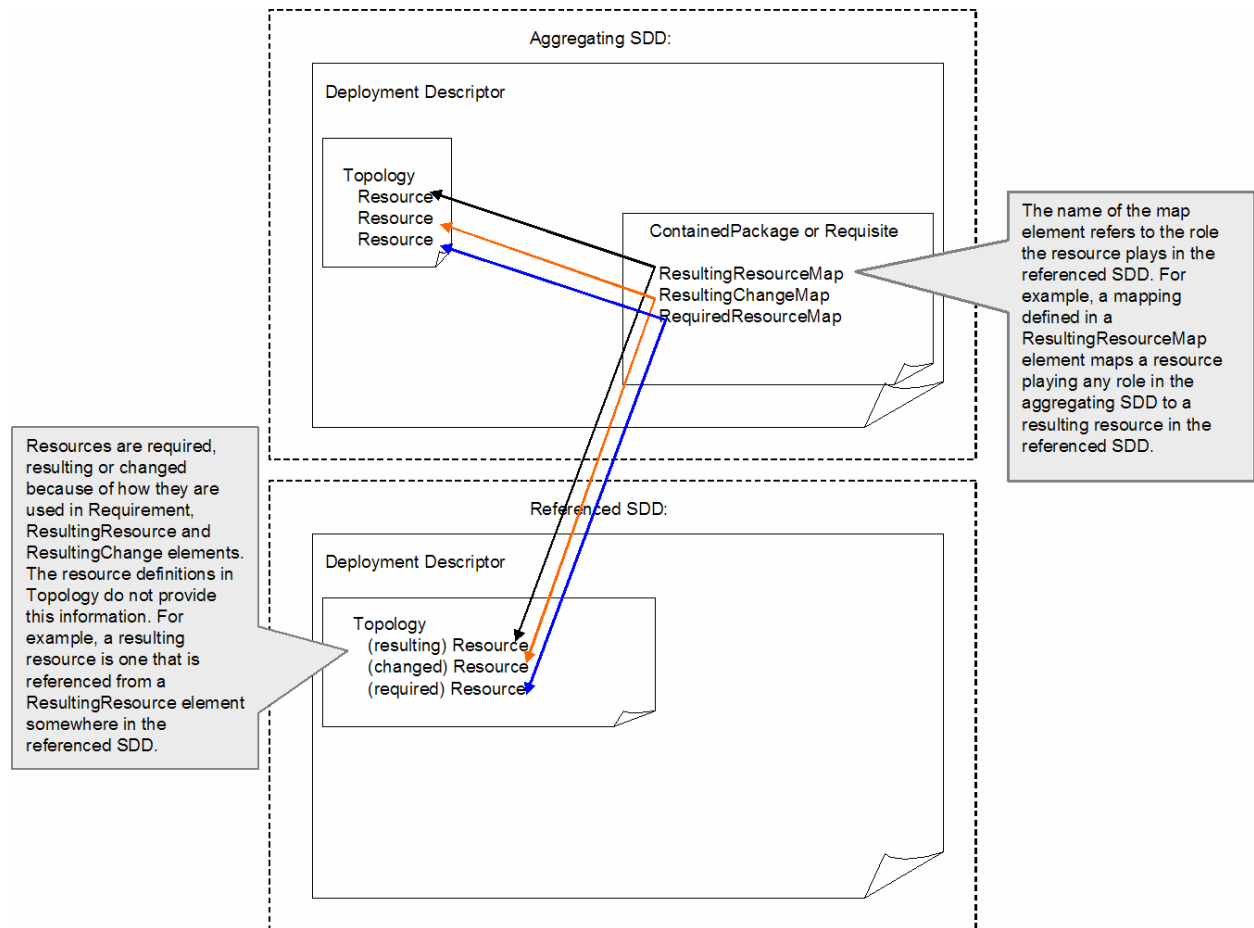 Aggregating SDD:
Deployment Descriptor
Topology
Resource
Resource
Resource
ContainedPackage or Requisite
ResultingResourceMap
ResultingChangeMap
RequiredResourceMap
The name of the map
element refers to the role
the resource plays in the
referenced SDD. For
example, a mapping
defined in a
ResultingResourceMap
element maps a resource
playing any role in the
aggregating SDD to a
resulting resource in the
referenced SDD.
Resources are required,
resulting or changed
because of how they are
used in Requirement,
ResultingResource and
ResultingChange elements.
The resource definitions in
Topology do not provide
this information. For
example, a resulting
resource is one that is
referenced from a
ResultingResource element
somewhere in the
referenced SDD.
Referenced SDD:
Deployment Descriptor
Topology
(resulting) Resource
(changed) Resource
(required) Resource